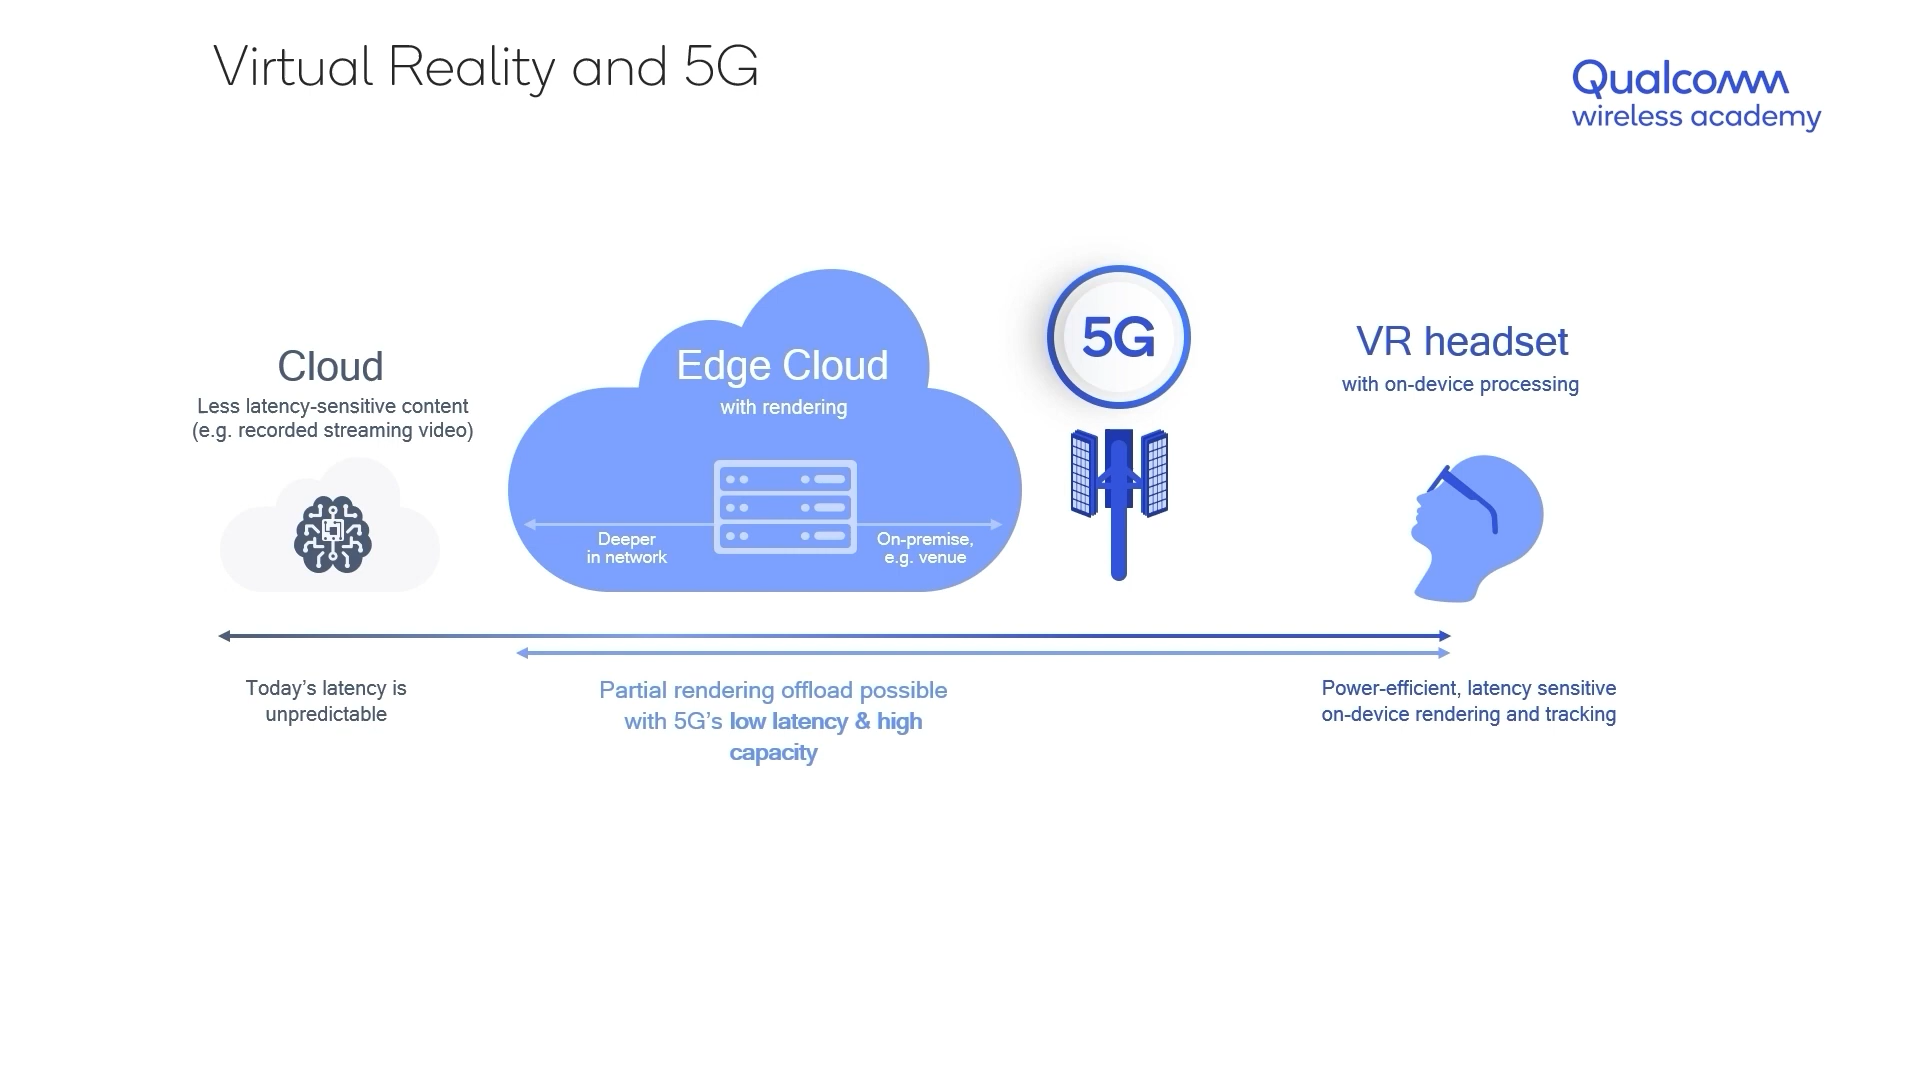 Virtual Reality and 5G
Qualcomm
wireless academy
Cloud
Less latency-sensitive content
(e.g. recorded streaming video)
Edge Cloud
with rendering
Deeper
in network
On-premise,
e.g. venue
5G
VR headset
with on-device processing
Today’s latency is
unpredictable
Partial rendering offload possible
with 5G’s low latency & high
capacity
Power-efficient, latency sensitive
on-device rendering and tracking